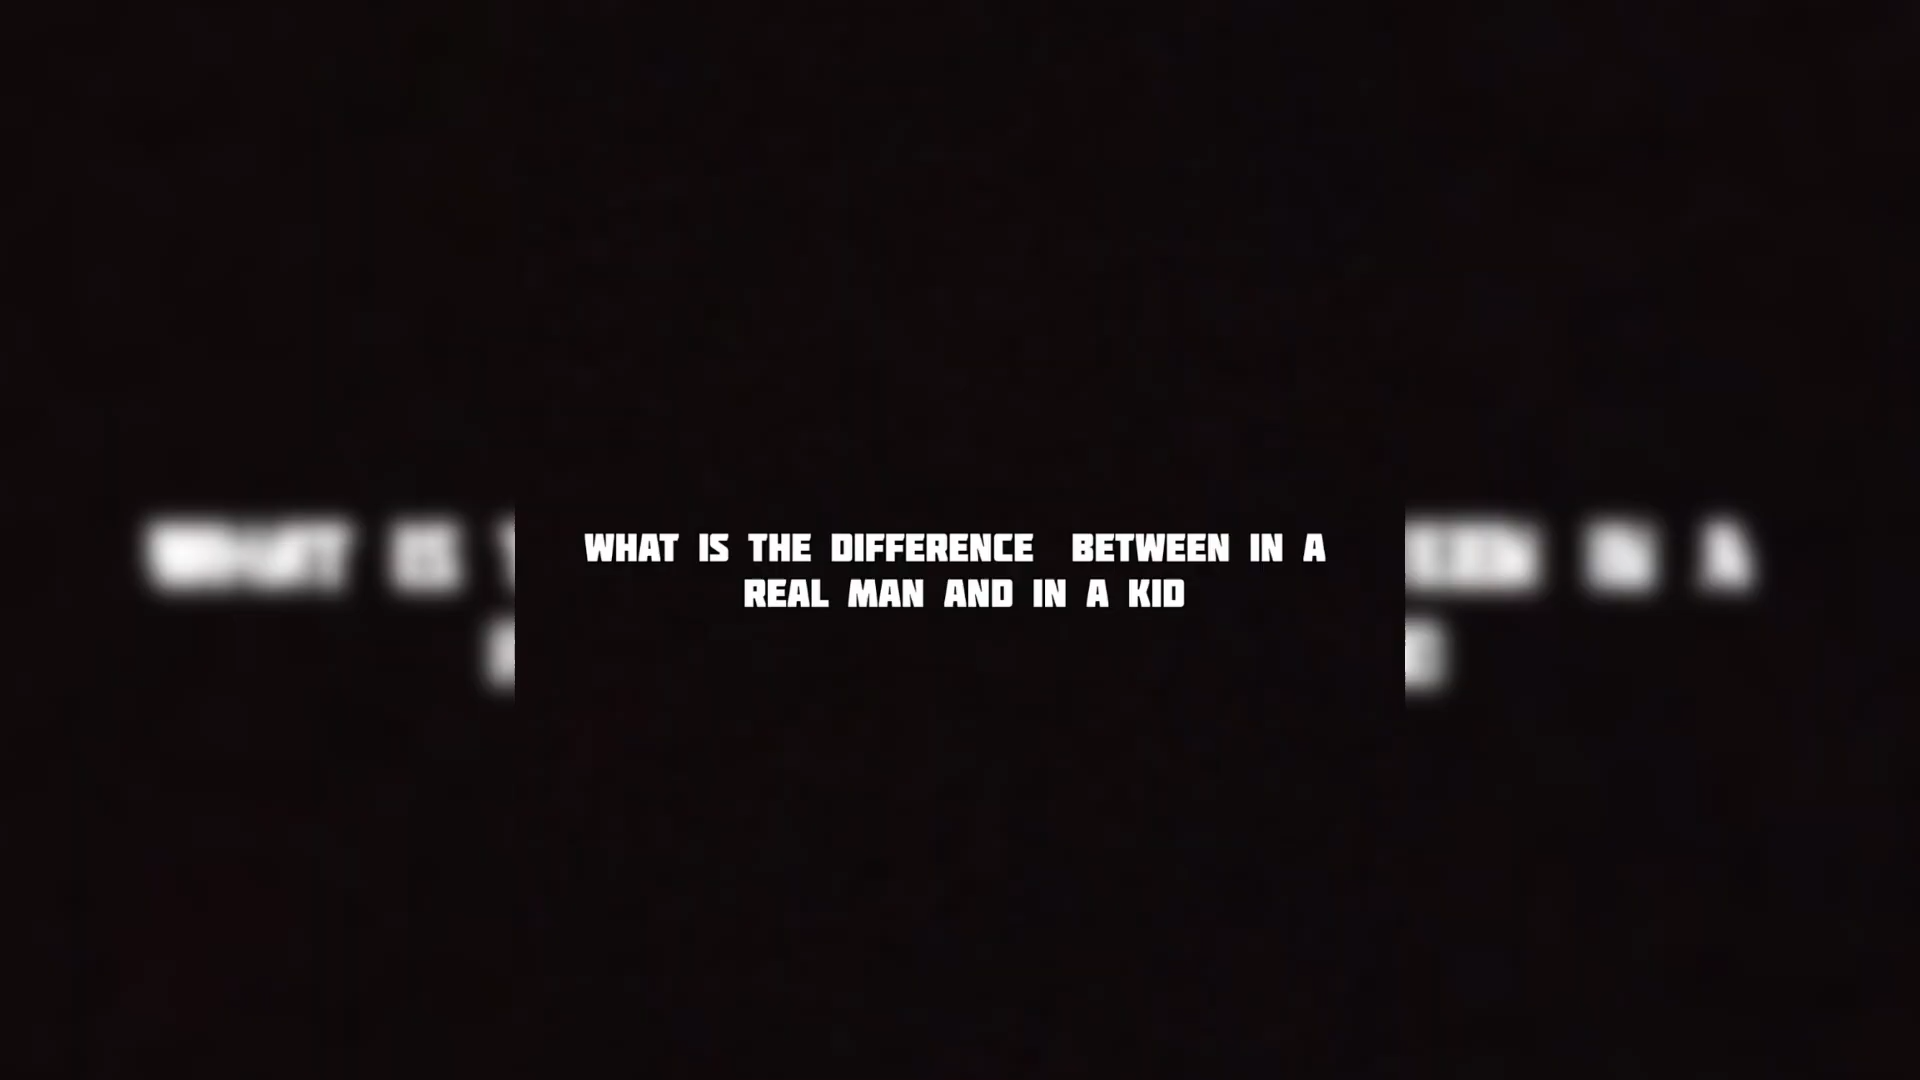 WHAT IS THE DIFFERENCE BETWEEN IN A
REAL MAN AND IN A KID